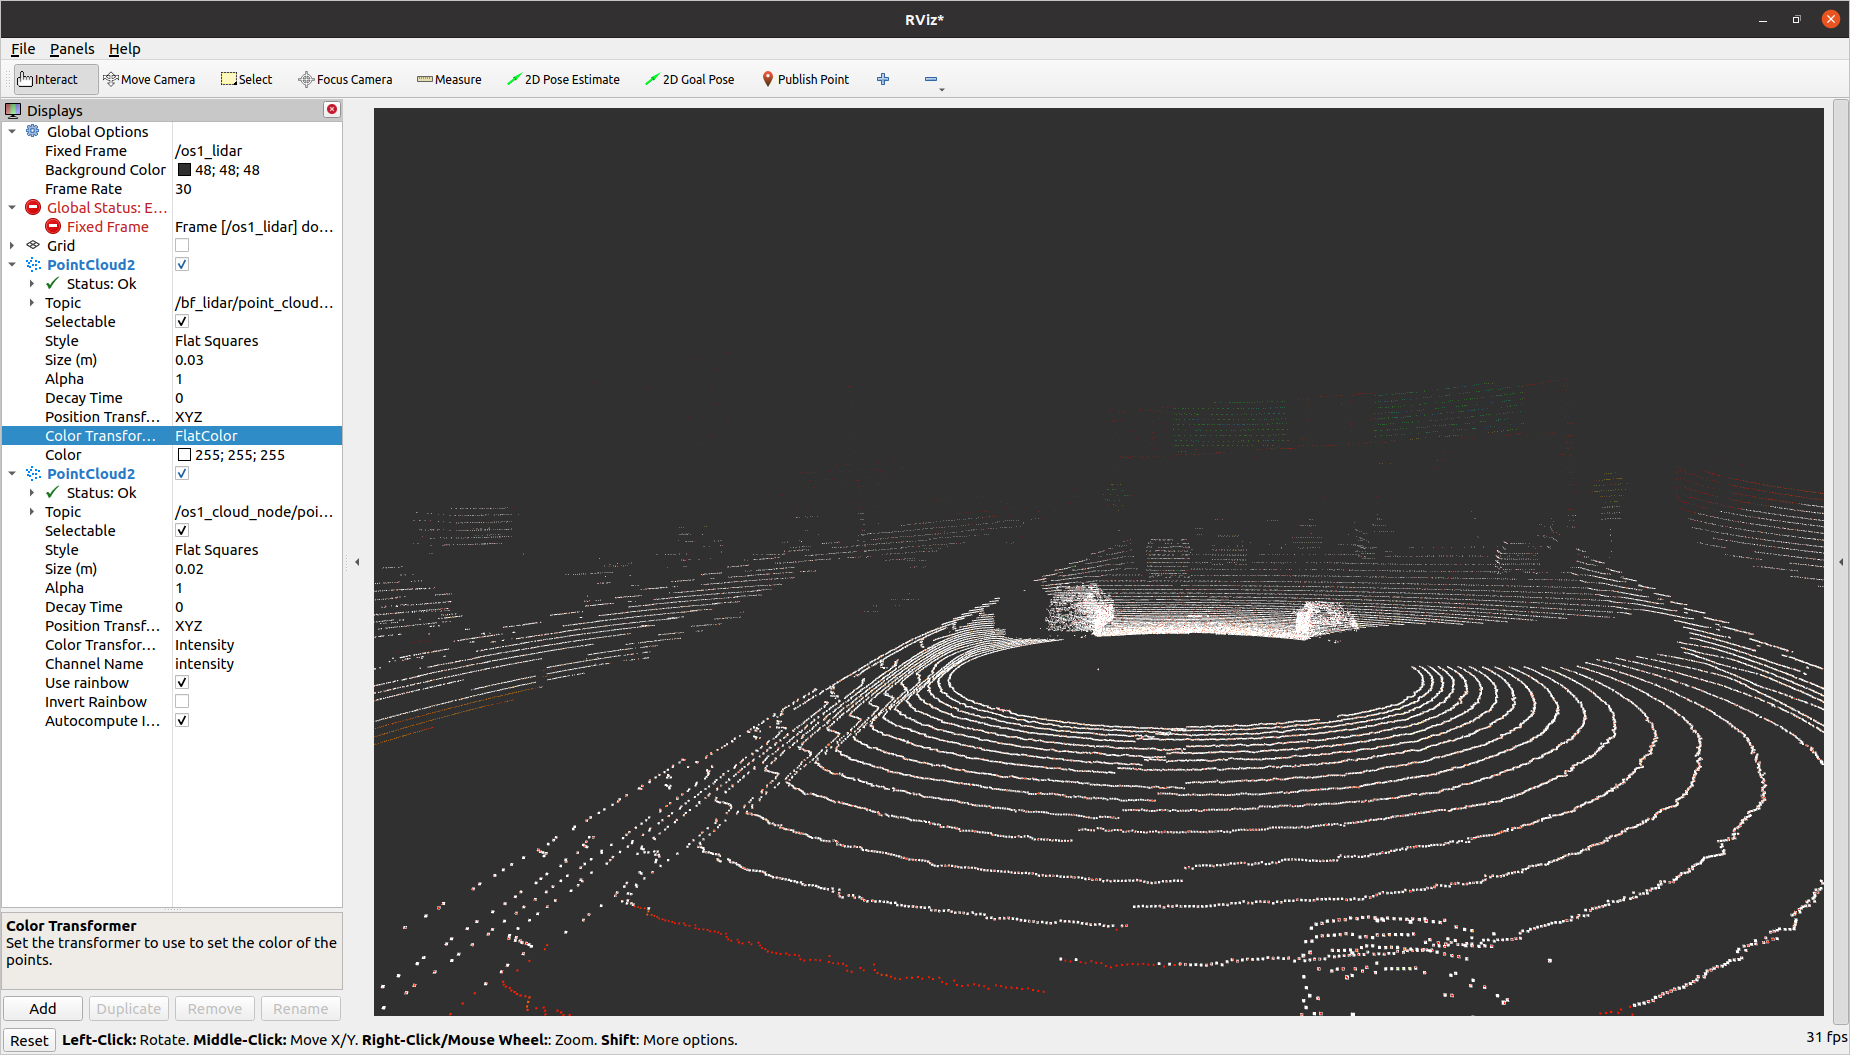 RViz*
File Panels Help
Interact Move Camera Select Focus Camera Measure 2D Pose Estimate 2D Goal Pose Publish Point
Displays
Global Options
Fixed Frame /os1_lidar
Background Color 48; 48; 48
Frame Rate 30
Global Status: E...
Fixed Frame Frame [/os1_lidar] do...
Grid
PointCloud2
Status: Ok
Topic /bf_lidar/point_cloud...
Selectable
Style Flat Squares
Size (m) 0.03
Alpha 1
Decay Time 0
Position Transf... XYZ
Color Transfor... FlatColor
Color 255; 255; 255
PointCloud2
Status: Ok
Topic /os1_cloud_node/poi...
Selectable
Style Flat Squares
Size (m) 0.02
Alpha 1
Decay Time 0
Position Transf... XYZ
Color Transfor... Intensity
Channel Name intensity
Use rainbow
Invert Rainbow
Autocompute I...
Color Transformer
Set the transformer to use to set the color of the
points.
Add Duplicate Remove Rename
Reset Left-Click: Rotate. Middle-Click: Move X/Y. Right-Click/Mouse Wheel:: Zoom. Shift: More options. 31 fps